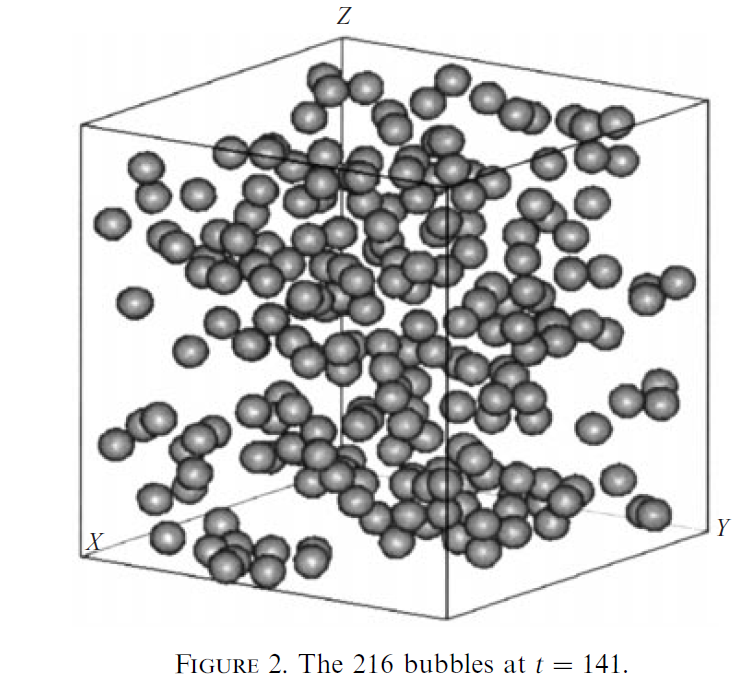 Z
X
Y
FIGURE 2. The 216 bubbles at t = 141.